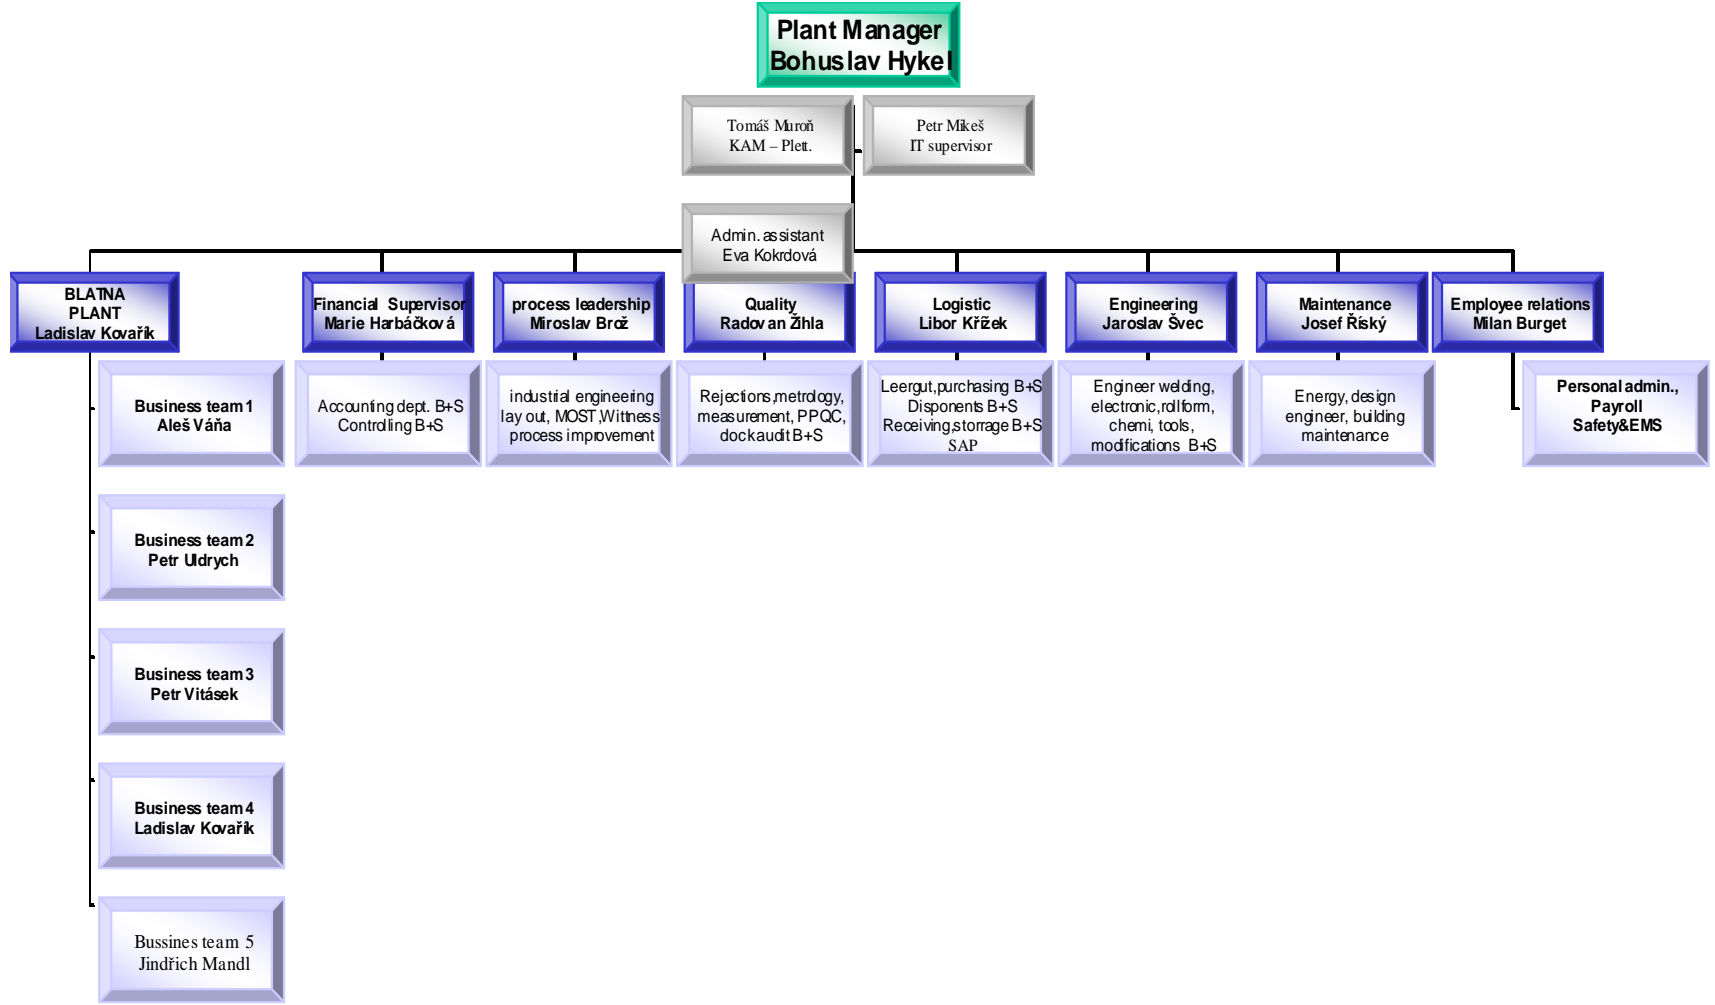 Plant Manager
Bohuslav Hykel
Tomáš Muroň
KAM – Plett.
Petr Mikeš
IT supervisor
Admin. assistant
Eva Kokrdová
BLATNA
PLANT
Ladislav Kovařík
Financial Supervisor
Marie Harbáčková
process leadership
Miroslav Brož
Quality
Radovan Žihla
Logistic
Libor Křížek
Engineering
Jaroslav Švec
Maintenance
Josef Říský
Employee relations
Milan Burget
Business team 1
Aleš Váňa
Accounting dept. B+S
Controlling B+S
industrial engineering
lay out, MOST,Wittness
process improvement
Rejections,metrology,
measurement, PPQC,
dock audit B+S
Leergut,purchasing B+S
Disponents B+S
Receiving,storrage B+S
SAP
Engineer welding,
electronic,rollform,
chemi, tools,
modifications B+S
Energy, design
engineer, building
maintenance
Personal admin.,
Payroll
Safety&EMS
Business team 2
Petr Uldrych
Business team 3
Petr Vitásek
Business team 4
Ladislav Kovařík
Bussines team 5
Jindřich Mandl